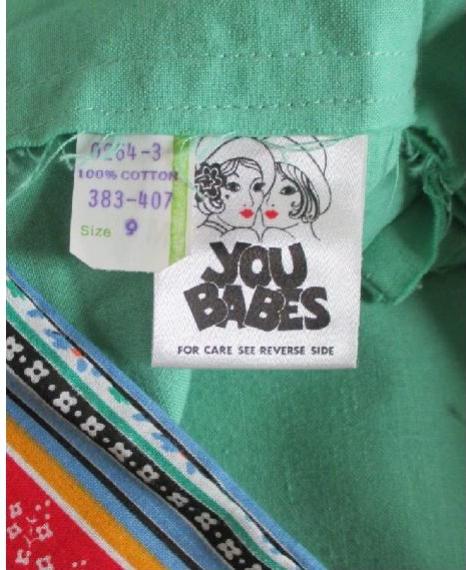 0264-3
100% COTTON
383-407
Size 9
YOU
BABES
FOR CARE SEE REVERSE SIDE